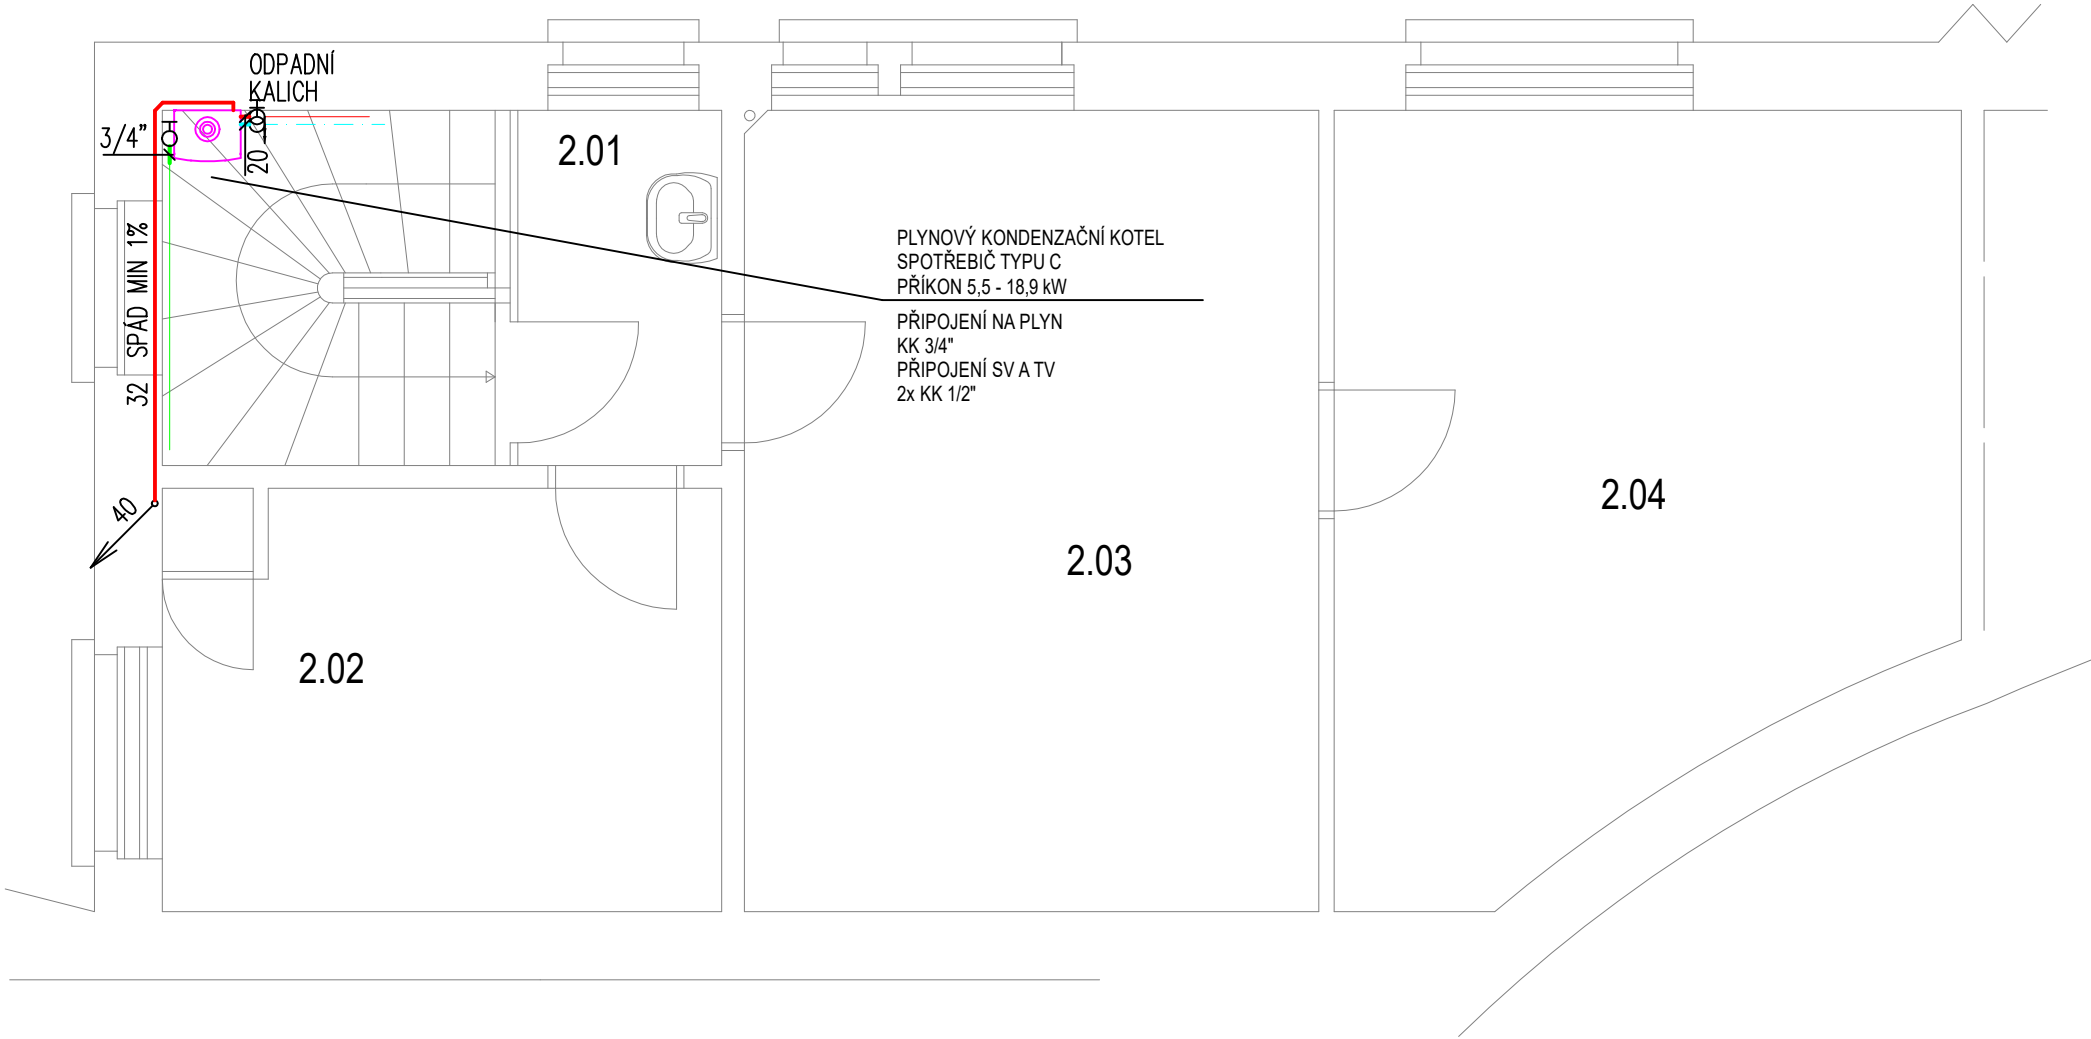 ODPADNÍ
KALICH
3/4"
20
2.01
SPÁD MIN 1%
32
40
PLYNOVÝ KONDENZAČNÍ KOTEL
SPOTŘEBIČ TYPU C
PŘÍKON 5,5 - 18,9 kW
PŘIPOJENÍ NA PLYN
KK 3/4"
PŘIPOJENÍ SV A TV
2x KK 1/2"
2.04
2.03
2.02